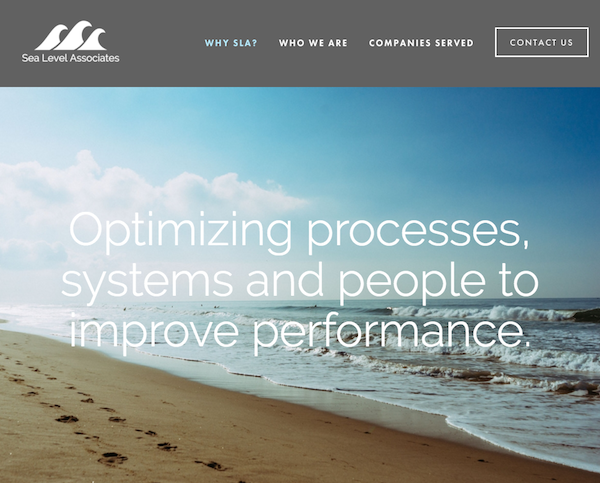 WHY SLA?
WHO WE ARE
COMPANIES SERVED
CONTACT US
Sea Level Associates
Optimizing processes,
systems and people to
improve performance.